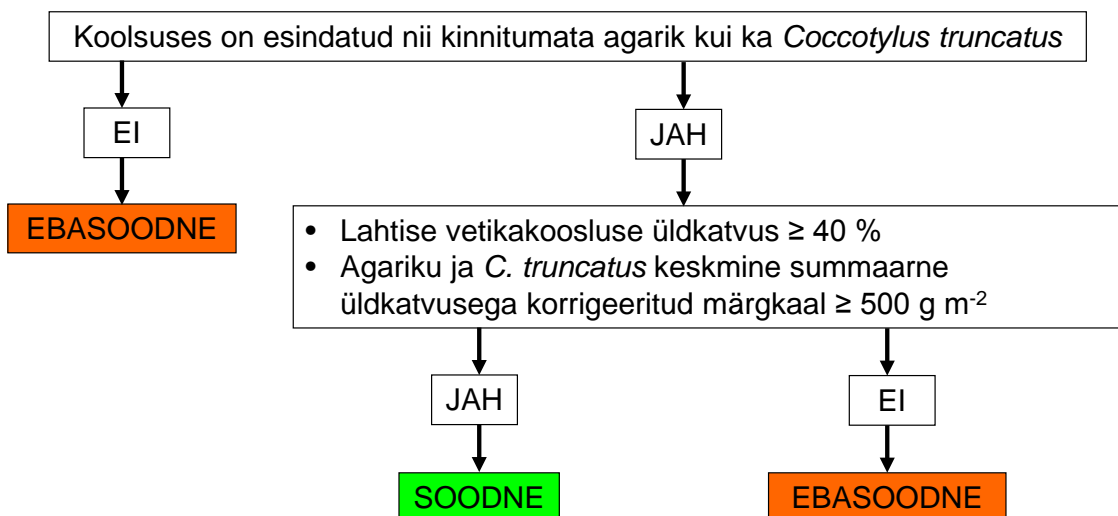 Koolsuses on esindatud nii kinnitumata agarik kui ka Coccotylus truncatus
EI
JAH
EBASOODNE
• Lahtise vetikakoosluse üldkatvus ≥ 40 %
• Agariku ja C. truncatus keskmine summaarne
üldkatvusega korrigeeritud märgkaal ≥ 500 g m⁻²
JAH
EI
SOODNE
EBASOODNE